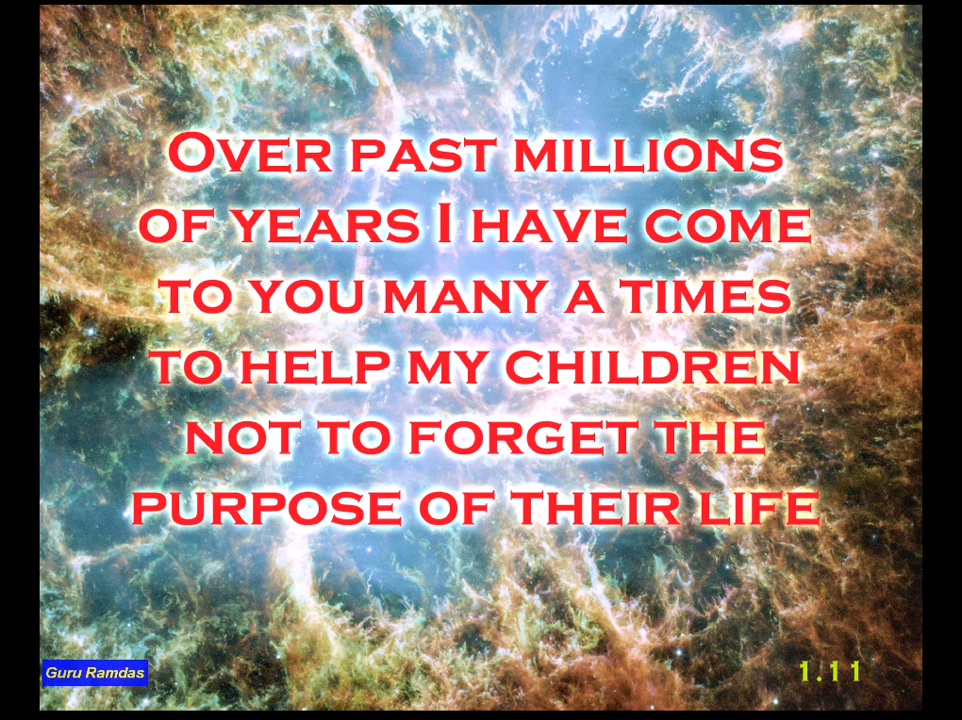 Over past millions
of years I have come
to you many a times
to help my children
not to forget the
purpose of their life
Guru Ramdas
1.11